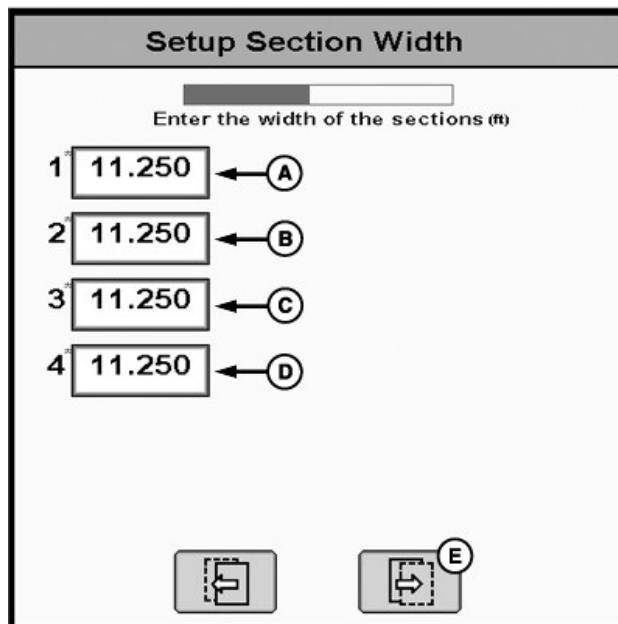 Setup Section Width
Enter the width of the sections (ft)
1* 11.250 A
2* 11.250 B
3* 11.250 C
4* 11.250 D
E